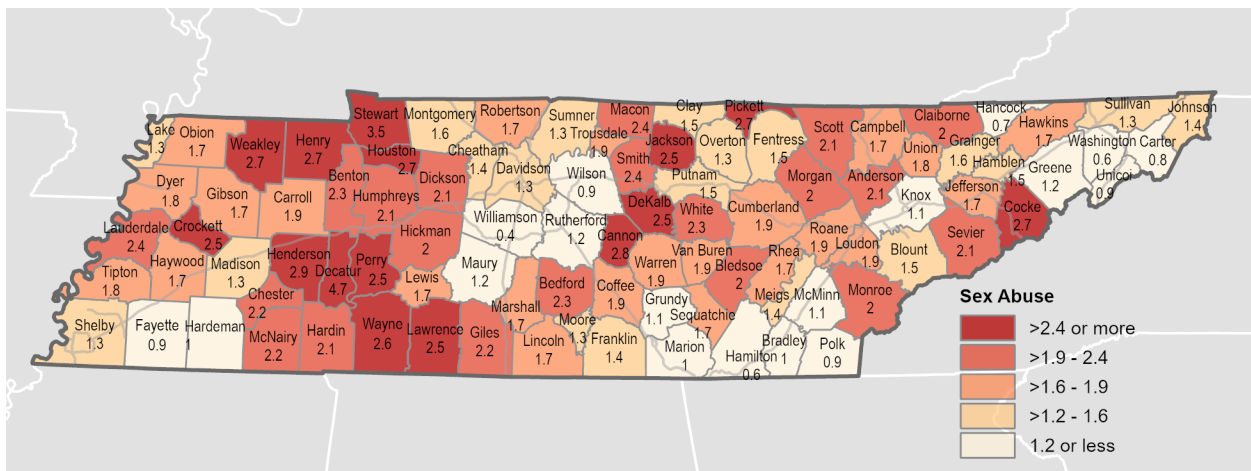 Stewart
3.5
Montgomery
1.6
Robertson
1.7
Sumner
1.3
Macon
2.4
Clay
1.5
Pickett
2.7
Claiborne
2
Hancock
0.7
Sullivan
1.3
Johnson
1.4
Lake
1.3
Obion
1.7
Weakley
2.7
Henry
2.7
Houston
2.7
Cheatham
1.4
Davidson
1.3
Trousdale
1.9
Smith
2.4
Jackson
2.5
Overton
1.3
Fentress
1.5
Scott
2.1
Campbell
1.7
Union
1.8
Grainger
1.6
Hawkins
1.7
Hamblen
1.5
Washington
0.6
Carter
0.8
Unicoi
0.9
Greene
1.2
Dyer
1.8
Gibson
1.7
Carroll
1.9
Benton
2.3
Humphreys
2.1
Dickson
2.1
Wilson
0.9
Putnam
1.5
Morgan
2
Anderson
2.1
Knox
1.1
Jefferson
1.7
Cocke
2.7
Lauderdale
2.4
Crockett
2.5
Williamson
0.4
Rutherford
1.2
DeKalb
2.5
White
2.3
Cumberland
1.9
Roane
1.9
Loudon
1.9
Blount
1.5
Sevier
2.1
Tipton
1.8
Haywood
1.7
Madison
1.3
Henderson
2.9
Decatur
4.7
Perry
2.5
Hickman
2
Lewis
1.7
Maury
1.2
Cannon
2.8
Warren
1.9
Van Buren
1.9
Bledsoe
2
Rhea
1.7
Meigs
1.4
McMinn
1.1
Monroe
2
Shelby
1.3
Fayette
0.9
Hardeman
1
Chester
2.2
McNairy
2.2
Hardin
2.1
Wayne
2.6
Lawrence
2.5
Giles
2.2
Marshall
1.7
Bedford
2.3
Coffee
1.9
Moore
1.3
Lincoln
1.7
Franklin
1.4
Grundy
1.1
Sequatchie
1.7
Marion
1
Hamilton
0.6
Bradley
1
Polk
0.9
Sex Abuse
>2.4 or more
>1.9 - 2.4
>1.6 - 1.9
>1.2 - 1.6
1.2 or less